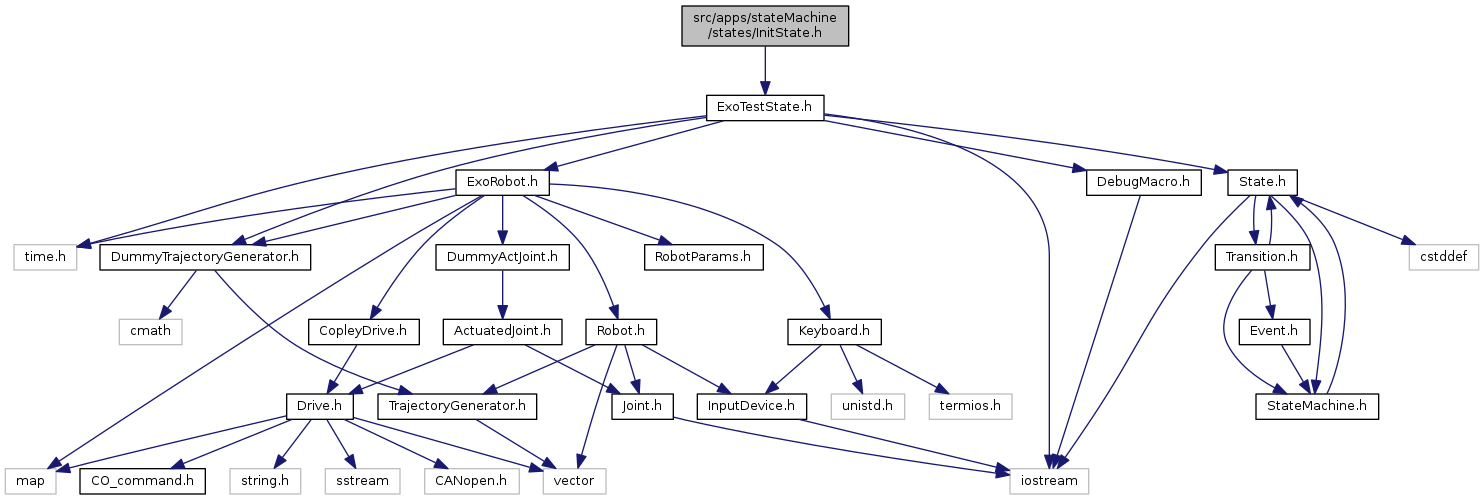 src/apps/stateMachine
/states/InitState.h
ExoTestState.h
ExoRobot.h
DebugMacro.h
State.h
time.h
DummyTrajectoryGenerator.h
DummyActJoint.h
RobotParams.h
Transition.h
cstddef
cmath
CopleyDrive.h
ActuatedJoint.h
Robot.h
Keyboard.h
Event.h
Drive.h
TrajectoryGenerator.h
Joint.h
InputDevice.h
unistd.h
termios.h
StateMachine.h
map
CO_command.h
string.h
sstream
CANopen.h
vector
iostream